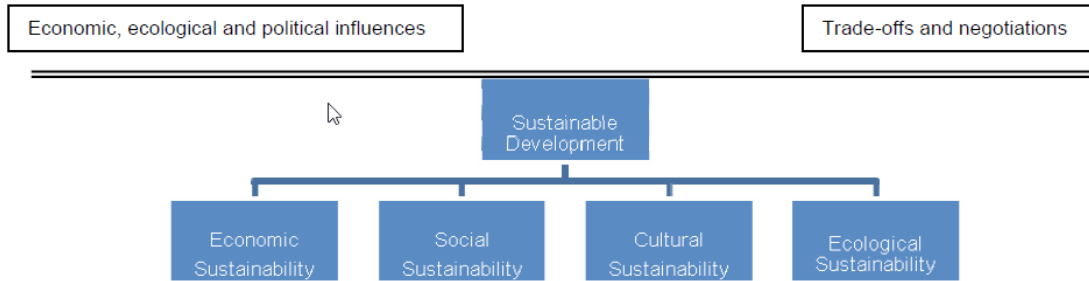 Economic, ecological and political influences
Trade-offs and negotiations
Sustainable
Development
Economic
Sustainability
Social
Sustainability
Cultural
Sustainability
Ecological
Sustainability